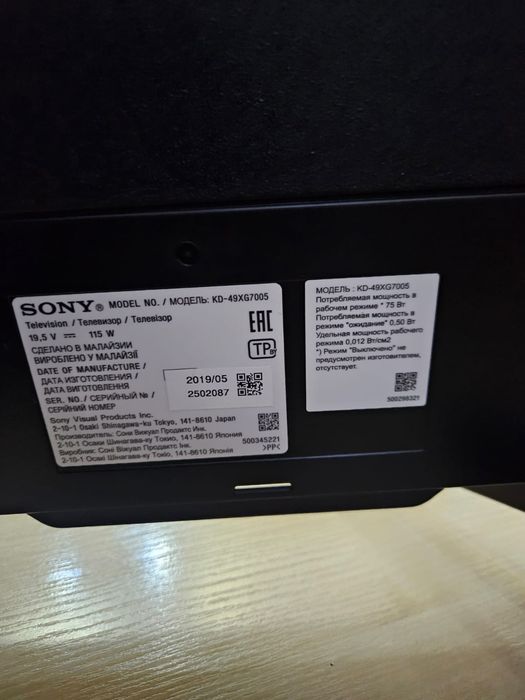 SONY® MODEL NO. / МОДЕЛЬ: KD-49XG7005
Television / Телевизор / Телевізор
19,5 V ⎓ 115 W
СДЕЛАНО В МАЛАЙЗИИ
ВИРОБЛЕНО У МАЛАЙЗІЇ
DATE OF MANUFACTURE /
ДАТА ИЗГОТОВЛЕНИЯ /
ДАТА ВИГОТОВЛЕННЯ
2019/05
SER. NO. / СЕРИЙНЫЙ № /
СЕРІЙНИЙ НОМЕР
2502087
EAC
TP
Sony Visual Products Inc.
2-10-1 Osaki Shinagawa-ku Tokyo, 141-8610 Japan
Производитель: Сони Визуал Продактс Инк.
2-10-1 Осаки Шинагава-ку Токио, 141-8610 Япония
Виробник: Соні Віжуал Продактс Інк.
2-10-1 Осакі Шінагава-ку Токіо, 141-8610 Японія
500345221
>PP<
МОДЕЛЬ : KD-49XG7005
Потребляемая мощность в
рабочем режиме * 75 Вт
Потребляемая мощность в
режиме "ожидание" 0,50 Вт
Удельная мощность рабочего
режима 0,012 Вт/см2
*) Режим "Выключено" не
предусмотрен изготовителем,
отсутствует.
500298321